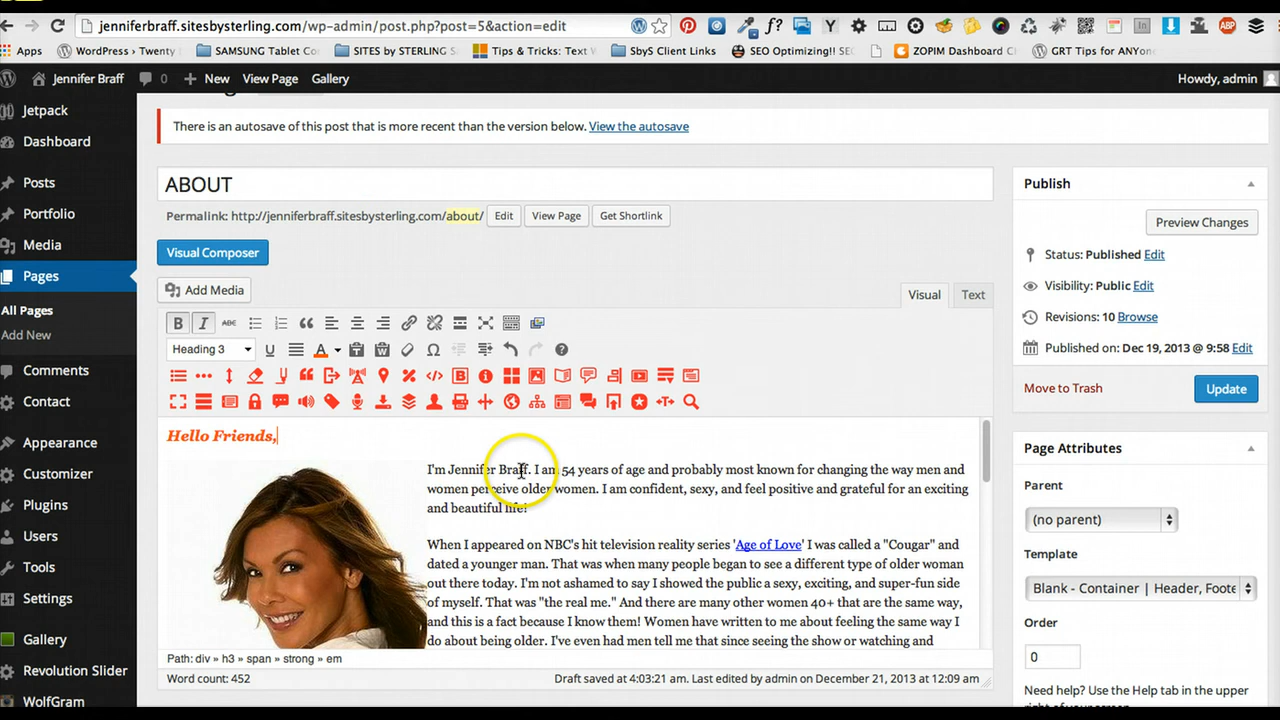 jenniferbraff.sitesbysterling.com/wp-admin/post.php?post=5&action=edit
Apps WordPress › Twenty SAMSUNG Tablet Co SITES by STERLING S Tips & Tricks: Text W SbyS Client Links SEO Optimizing!! SE ZOPIM Dashboard C GRT Tips for ANYon
Jennifer Braff 0 New View Page Gallery Howdy, admin
Jetpack
Dashboard
Posts
Portfolio
Media
Pages
All Pages
Add New
Comments
Contact
Appearance
Customizer
Plugins
Users
Tools
Settings
Gallery
Revolution Slider
WolfGram
There is an autosave of this post that is more recent than the version below. View the autosave
ABOUT
Permalink: http://jenniferbraff.sitesbysterling.com/about/ Edit View Page Get Shortlink
Visual Composer
Add Media
Visual Text
B I ABC
Heading 3 U A
Hello Friends,
I'm Jennifer Braff. I am 54 years of age and probably most known for changing the way men and
women perceive older women. I am confident, sexy, and feel positive and grateful for an exciting
and beautiful life!
When I appeared on NBC's hit television reality series 'Age of Love' I was called a "Cougar" and
dated a younger man. That was when many people began to see a different type of older woman
out there today. I'm not ashamed to say I showed the public a sexy, exciting, and super-fun side
of myself. That was "the real me." And there are many other women 40+ that are the same way,
and this is a fact because I know them! Women have written to me about feeling the same way I
do about being older. I've even had men tell me that since seeing the show or watching and
Path: div » h3 » span » strong » em
Word count: 452 Draft saved at 4:03:21 am. Last edited by admin on December 21, 2013 at 12:09 am
Publish
Preview Changes
Status: Published Edit
Visibility: Public Edit
Revisions: 10 Browse
Published on: Dec 19, 2013 @ 9:58 Edit
Move to Trash Update
Page Attributes
Parent
(no parent)
Template
Blank - Container | Header, Foote
Order
0
Need help? Use the Help tab in the upper